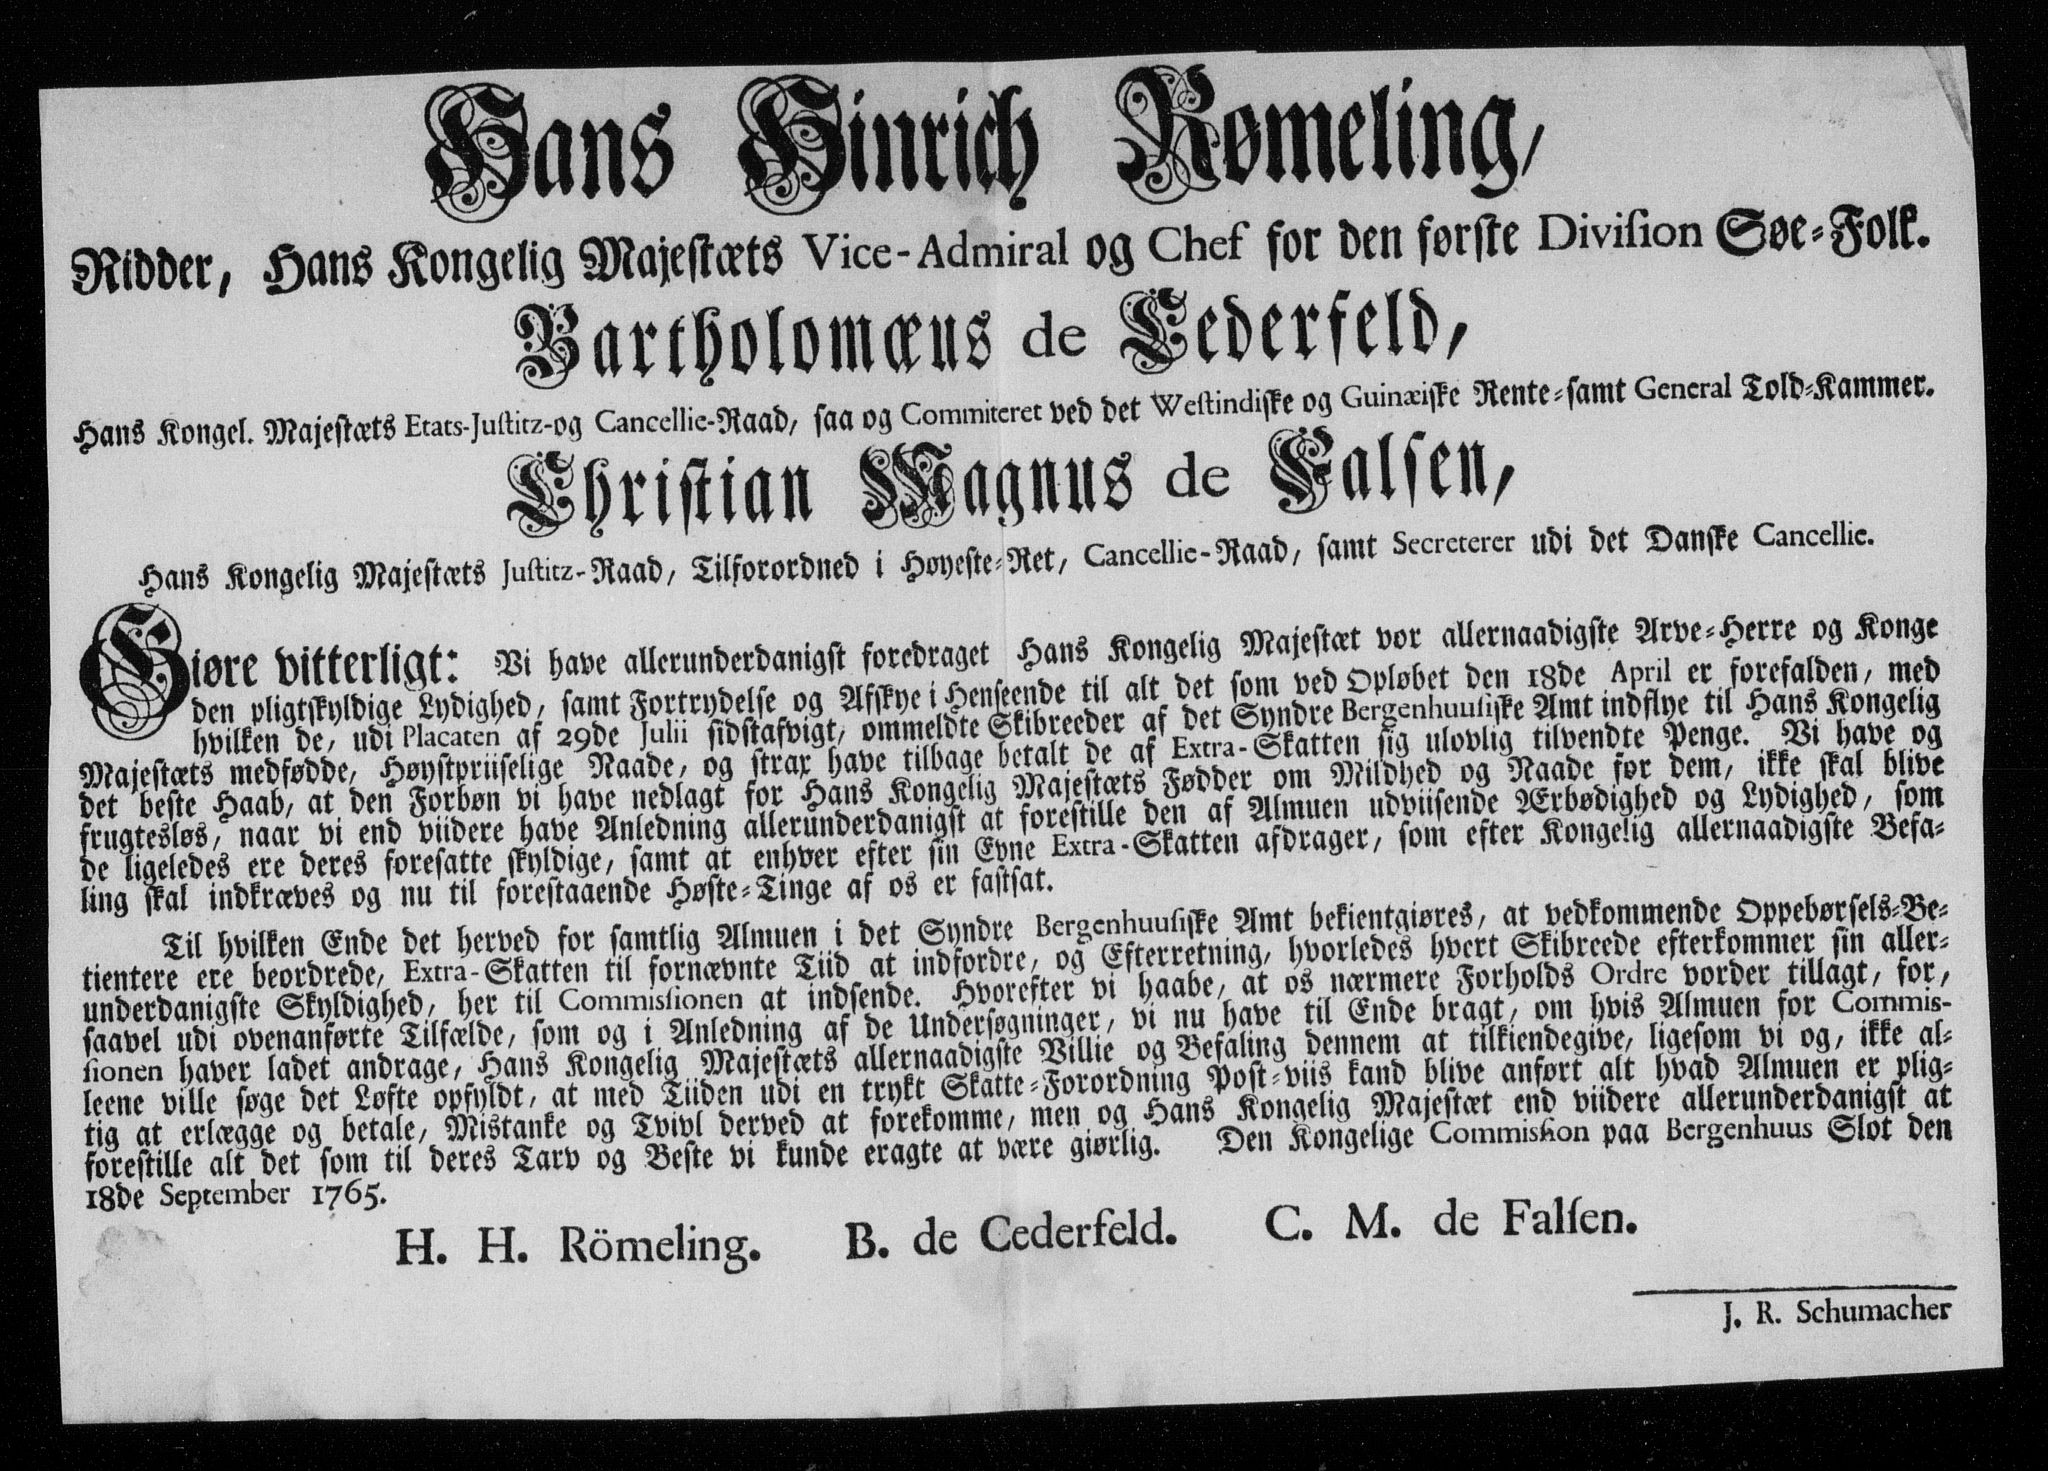 Hans Hinrich Rømeling,
Ridder, Hans Kongelig Majestæts Vice-Admiral og Chef for den første Division Søe-Folk.
Bartholomæus de Cederfeld,
Hans Kongel. Majestæts Etats-Justitz-og Cancellie-Raad, saa og Commiteret ved det Westindiske og Guinæiske Rente-samt General Told-Kammer.
Christian Magnus de Falsen,
Hans Kongelig Majestæts Justitz-Raad, Tilforordned i Høyeste-Ret, Cancellie-Raad, samt Secreterer udi det Danske Cancellie.
Giøre vitterligt: Vi have allerunderdanigst foredraget Hans Kongelig Majestæt vor allernaadigste Arve-Herre og Konge
den pligtskyldige Lydighed, samt Fortrydelse og Afskye i Henseende til alt det som ved Opløbet den 18de April er forefalden, med
hvilken de, udi Placaten af 29de Julii sidstafvigt, ommeldte Skibreeder af det Syndre Bergenhuusiske Amt indflye til Hans Kongelig
Majestæts medfødde, Høystpriiselige Naade, og strax have tilbage betalt de af Extra-Skatten sig ulovlig tilvendte Penge. Vi have og
det beste Haab, at den Forbøn vi have nedlagt for Hans Kongelig Majestæts Fødder om Mildhed og Naade for dem, ikke skal blive
frugtesløs, naar vi end viidere have Anledning allerunderdanigst at forestille den af Almuen udviisende Ærbødighed og Lydighed, som
de ligeledes ere deres foresatte skyldige, samt at enhver efter sin Evne Extra-Skatten afdrager, som efter Kongelig allernaadigste Befa-
ling skal indkræves og nu til forestaaende Høste-Tinge af os er fastsat.
Til hvilken Ende det herved for samtlig Almuen i det Syndre Bergenhuusiske Amt bekientgiøres, at vedkommende Oppebørsels-Be-
tientere ere beordrede, Extra-Skatten til fornævnte Tiid at indfordre, og Efterretning, hvorledes hvert Skibreede efterkommer sin aller-
underdanigste Skyldighed, her til Commissionen at indsende. Hvorefter vi haabe, at os nærmere Forholds Ordre vorder tillagt, for,
saavel udi ovenanførte Tilfælde, som og i Anledning af de Undersøgninger, vi nu have til Ende bragt, om hvis Almuen for Commis-
sionen haver ladet andrage, Hans Kongelig Majestæts allernaadigste Villie og Befaling dennem at tilkiendegive, ligesom vi og, ikke al-
leene ville søge det Løfte opfyldt, at med Tiiden udi en trykt Skatte-Forordning Post-viis kand blive anført alt hvad Almuen er plig-
tig at erlægge og betale, Mistanke og Tvivl derved at forekomme, men og Hans Kongelig Majestæt end viidere allerunderdanigst at
forestille alt det som til deres Tarv og Beste vi kunde eragte at være giørlig. Den Kongelige Commission paa Bergenhuus Slot den
18de September 1765.
H. H. Römeling. B. de Cederfeld. C. M. de Falsen.
J. R. Schumacher